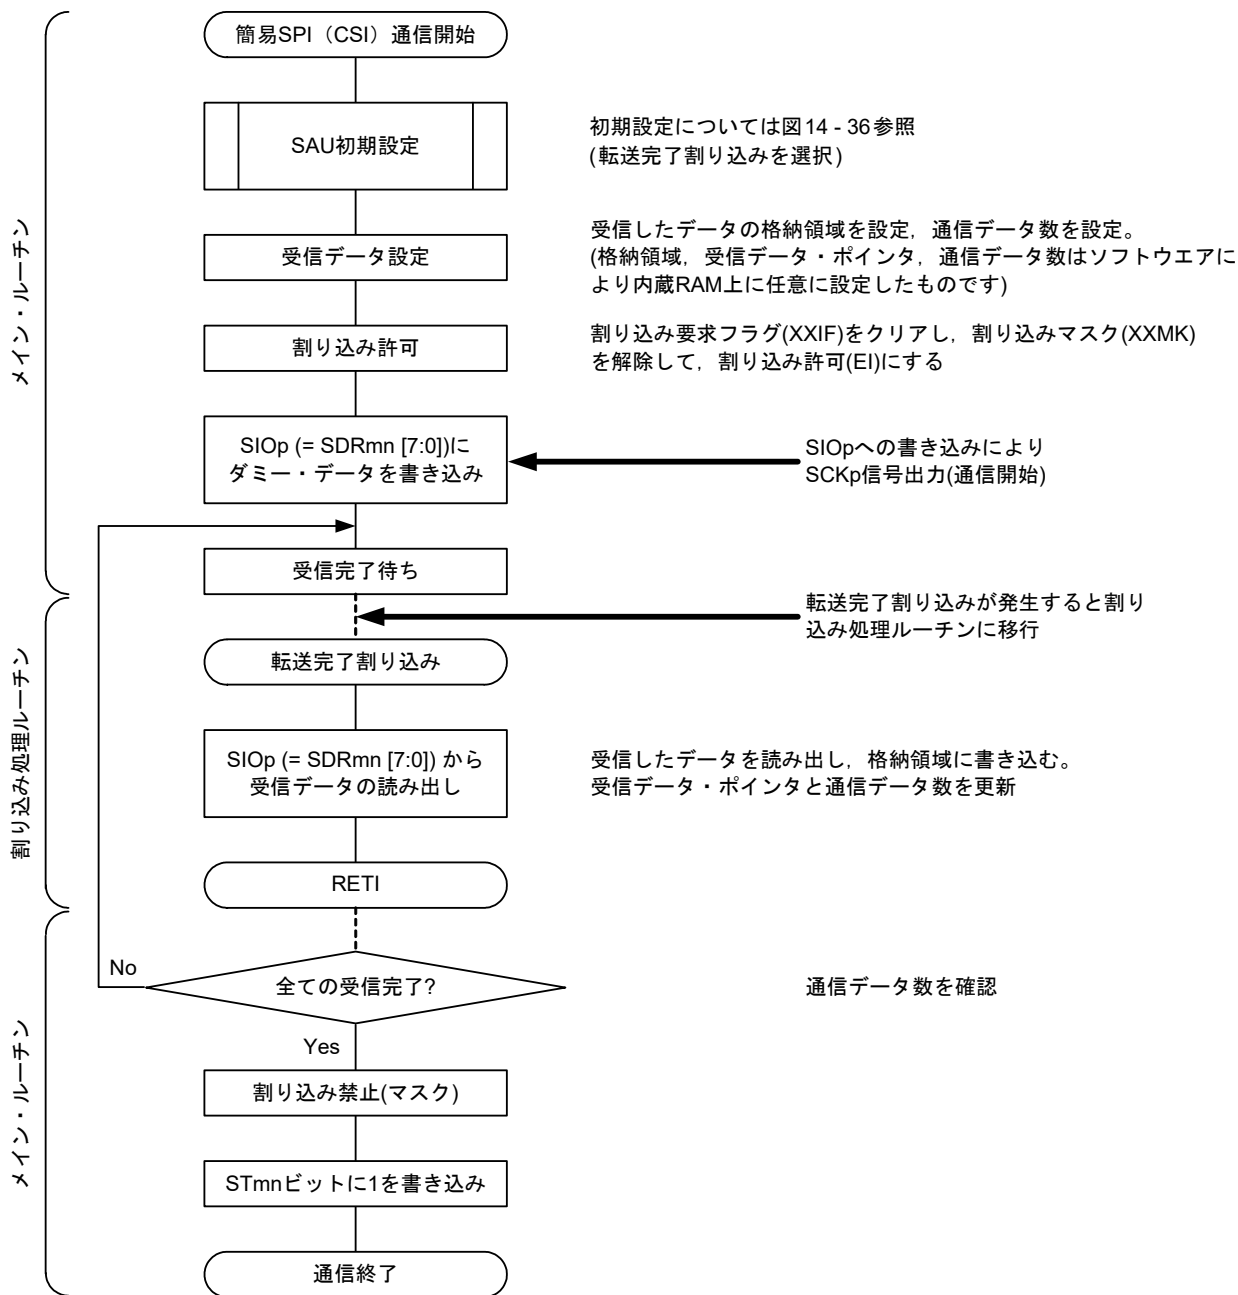 簡易SPI（CSI）通信開始
SAU初期設定
初期設定については図14 - 36参照
(転送完了割り込みを選択)
受信データ設定
受信したデータの格納領域を設定，通信データ数を設定。
(格納領域，受信データ・ポインタ，通信データ数はソフトウエアに
より内蔵RAM上に任意に設定したものです)
メイン・ルーチン
割り込み許可
割り込み要求フラグ(XXIF)をクリアし，割り込みマスク(XXMK)
を解除して，割り込み許可(EI)にする
SIOp (= SDRmn [7:0])に
ダミー・データを書き込み
SIOpへの書き込みにより
SCKp信号出力(通信開始)
受信完了待ち
転送完了割り込みが発生すると割り
込み処理ルーチンに移行
転送完了割り込み
割り込み処理ルーチン
SIOp (= SDRmn [7:0]) から
受信データの読み出し
受信したデータを読み出し，格納領域に書き込む。
受信データ・ポインタと通信データ数を更新
RETI
No
全ての受信完了?
通信データ数を確認
Yes
メイン・ルーチン
割り込み禁止(マスク)
STmnビットに1を書き込み
通信終了